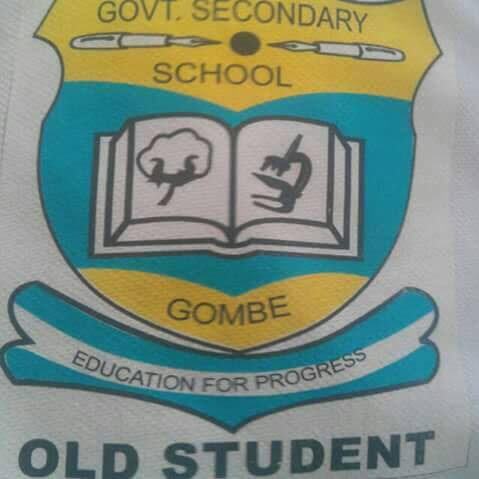 GOVT. SECONDARY
SCHOOL
GOMBE
EDUCATION FOR PROGRESS
OLD STUDENT